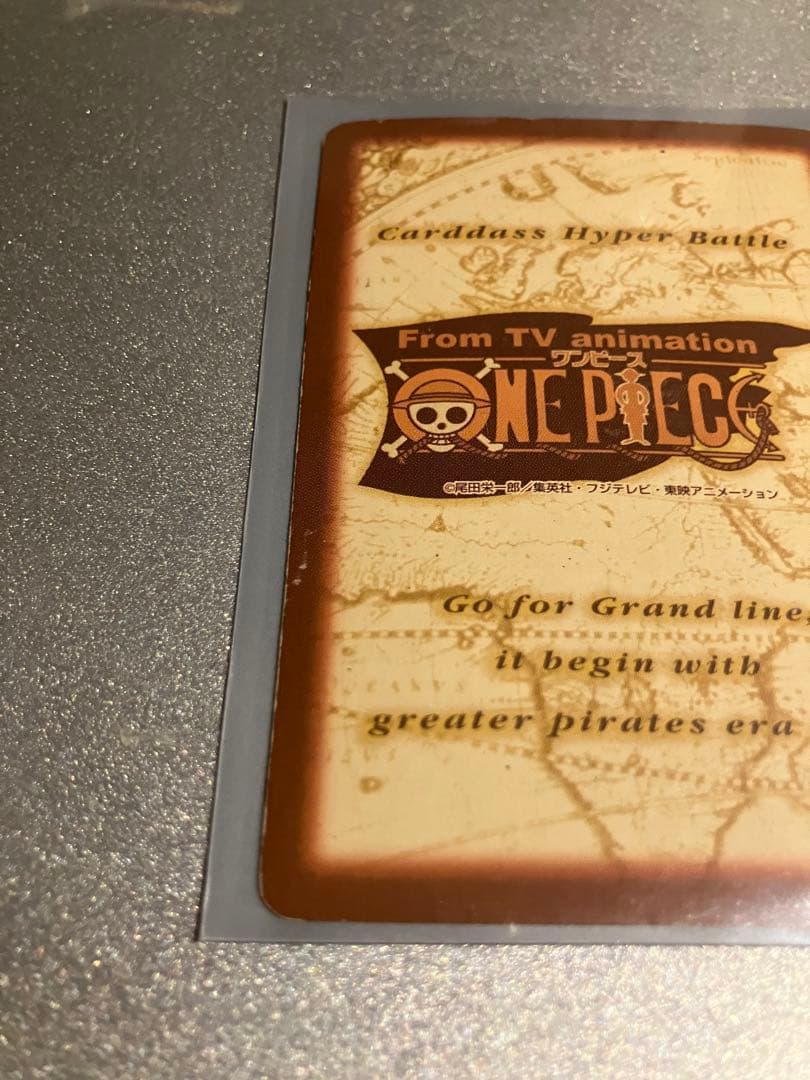 Carddass Hyper Battle
From TV animation
ワンピース
ONE PIECE
©尾田栄一郎／集英社・フジテレビ・東映アニメーション
Go for Grand line,
it begin with
greater pirates era